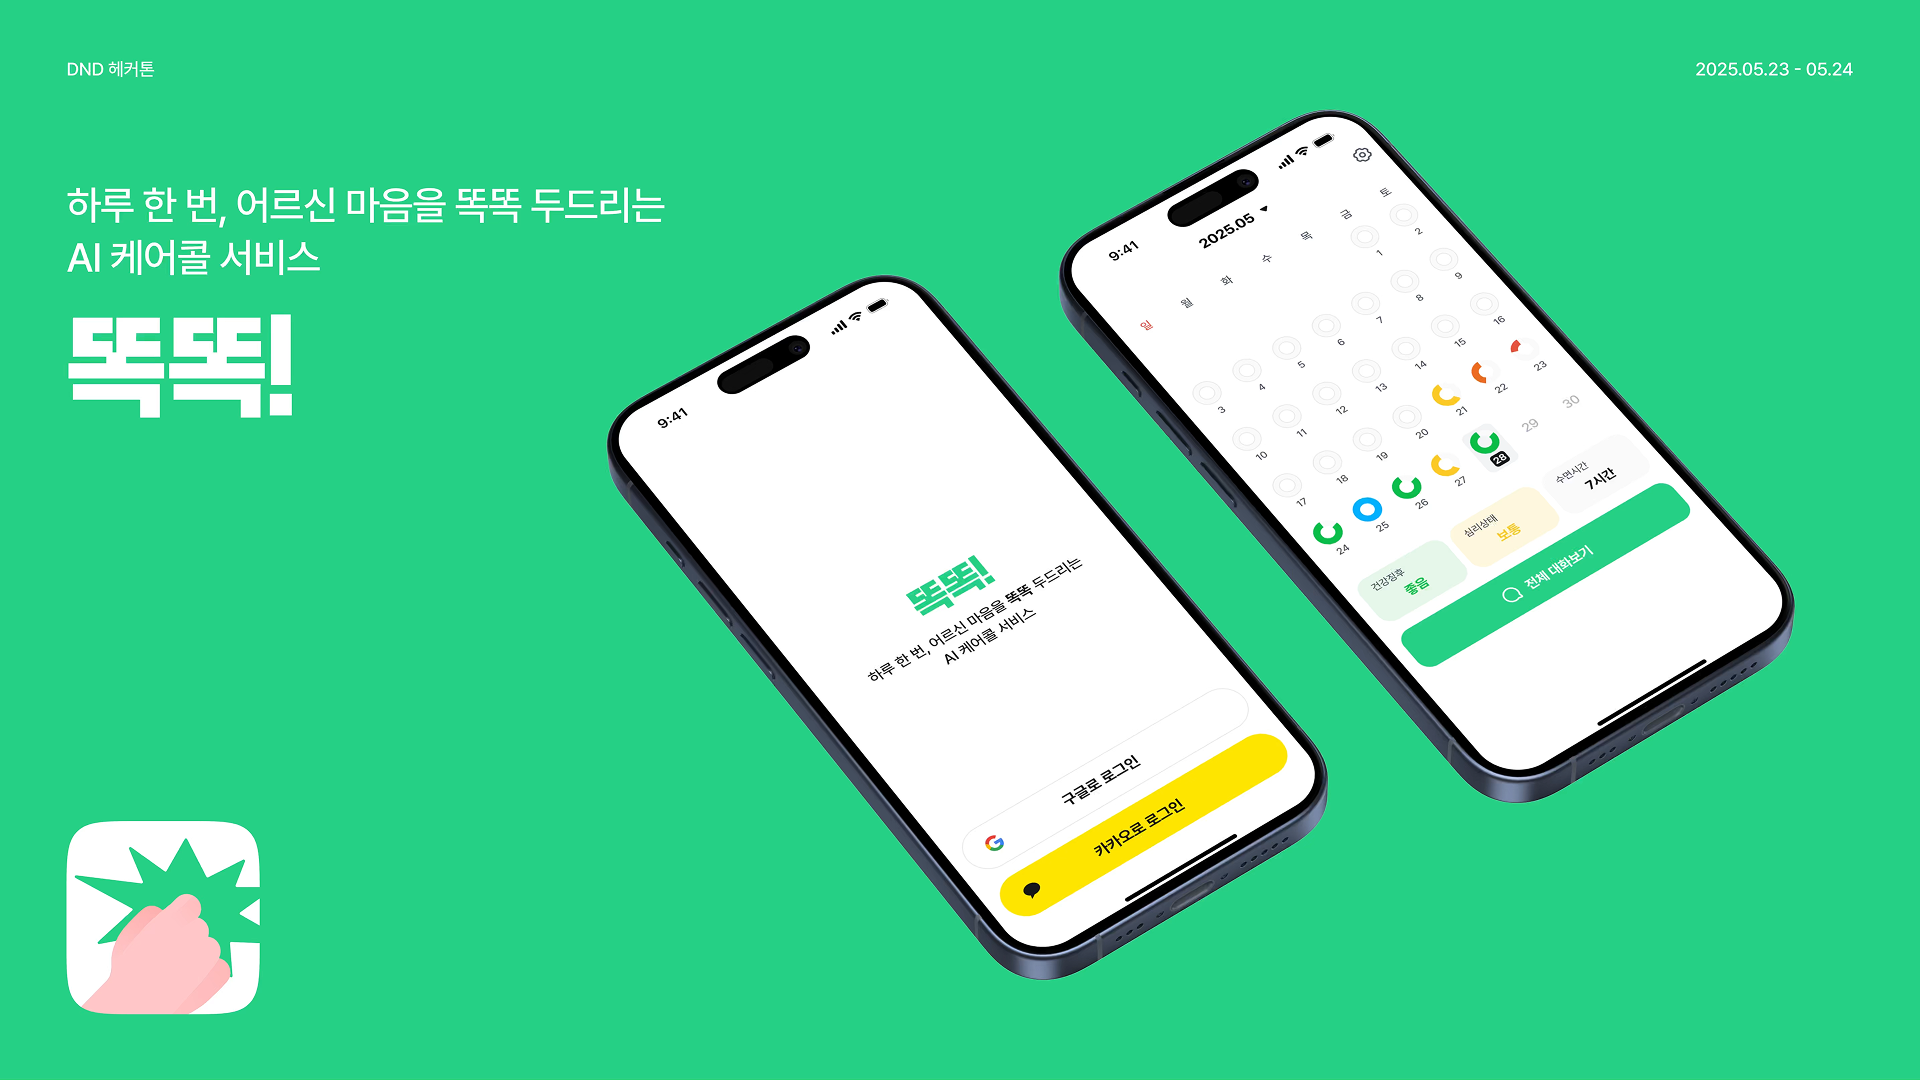 DND 헤커톤
2025.05.23 - 05.24
하루 한 번, 어르신 마음을 똑똑 두드리는
AI 케어콜 서비스
똑똑!
9:41
똑똑!
하루 한 번, 어르신 마음을 똑똑 두드리는
AI 케어콜 서비스
구글로 로그인
카카오로 로그인
9:41
2025.05
일 월 화 수 목 금 토
1 2
3 4 5 6 7 8 9
10 11 12 13 14 15 16
17 18 19 20 21 22 23
24 25 26 27 28 29 30
건강징후
좋음
심리상태
보통
수면시간
7시간
전체 대화보기